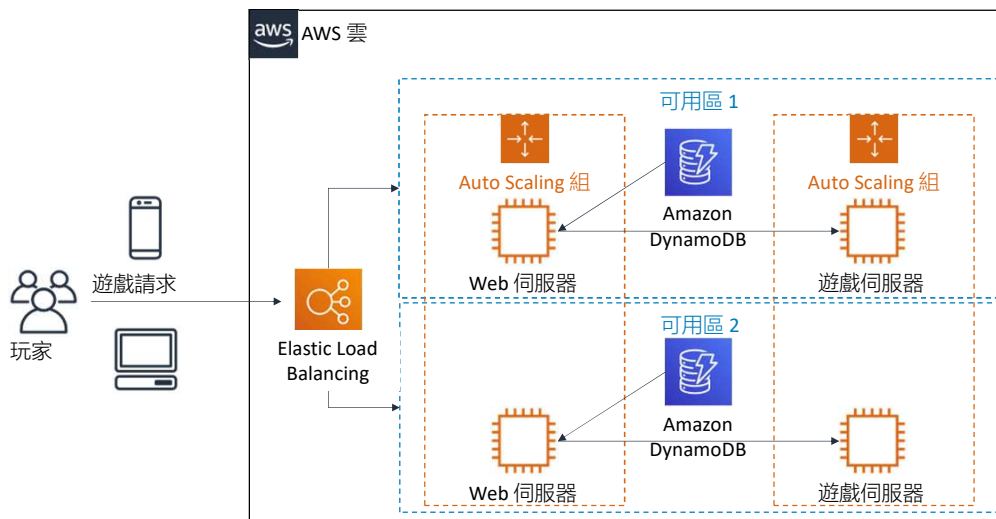 aws
AWS 雲
可用區 1
Auto Scaling 組
Auto Scaling 組
Amazon
DynamoDB
Web 伺服器
遊戲伺服器
遊戲請求
玩家
Elastic Load
Balancing
可用區 2
Amazon
DynamoDB
Web 伺服器
遊戲伺服器